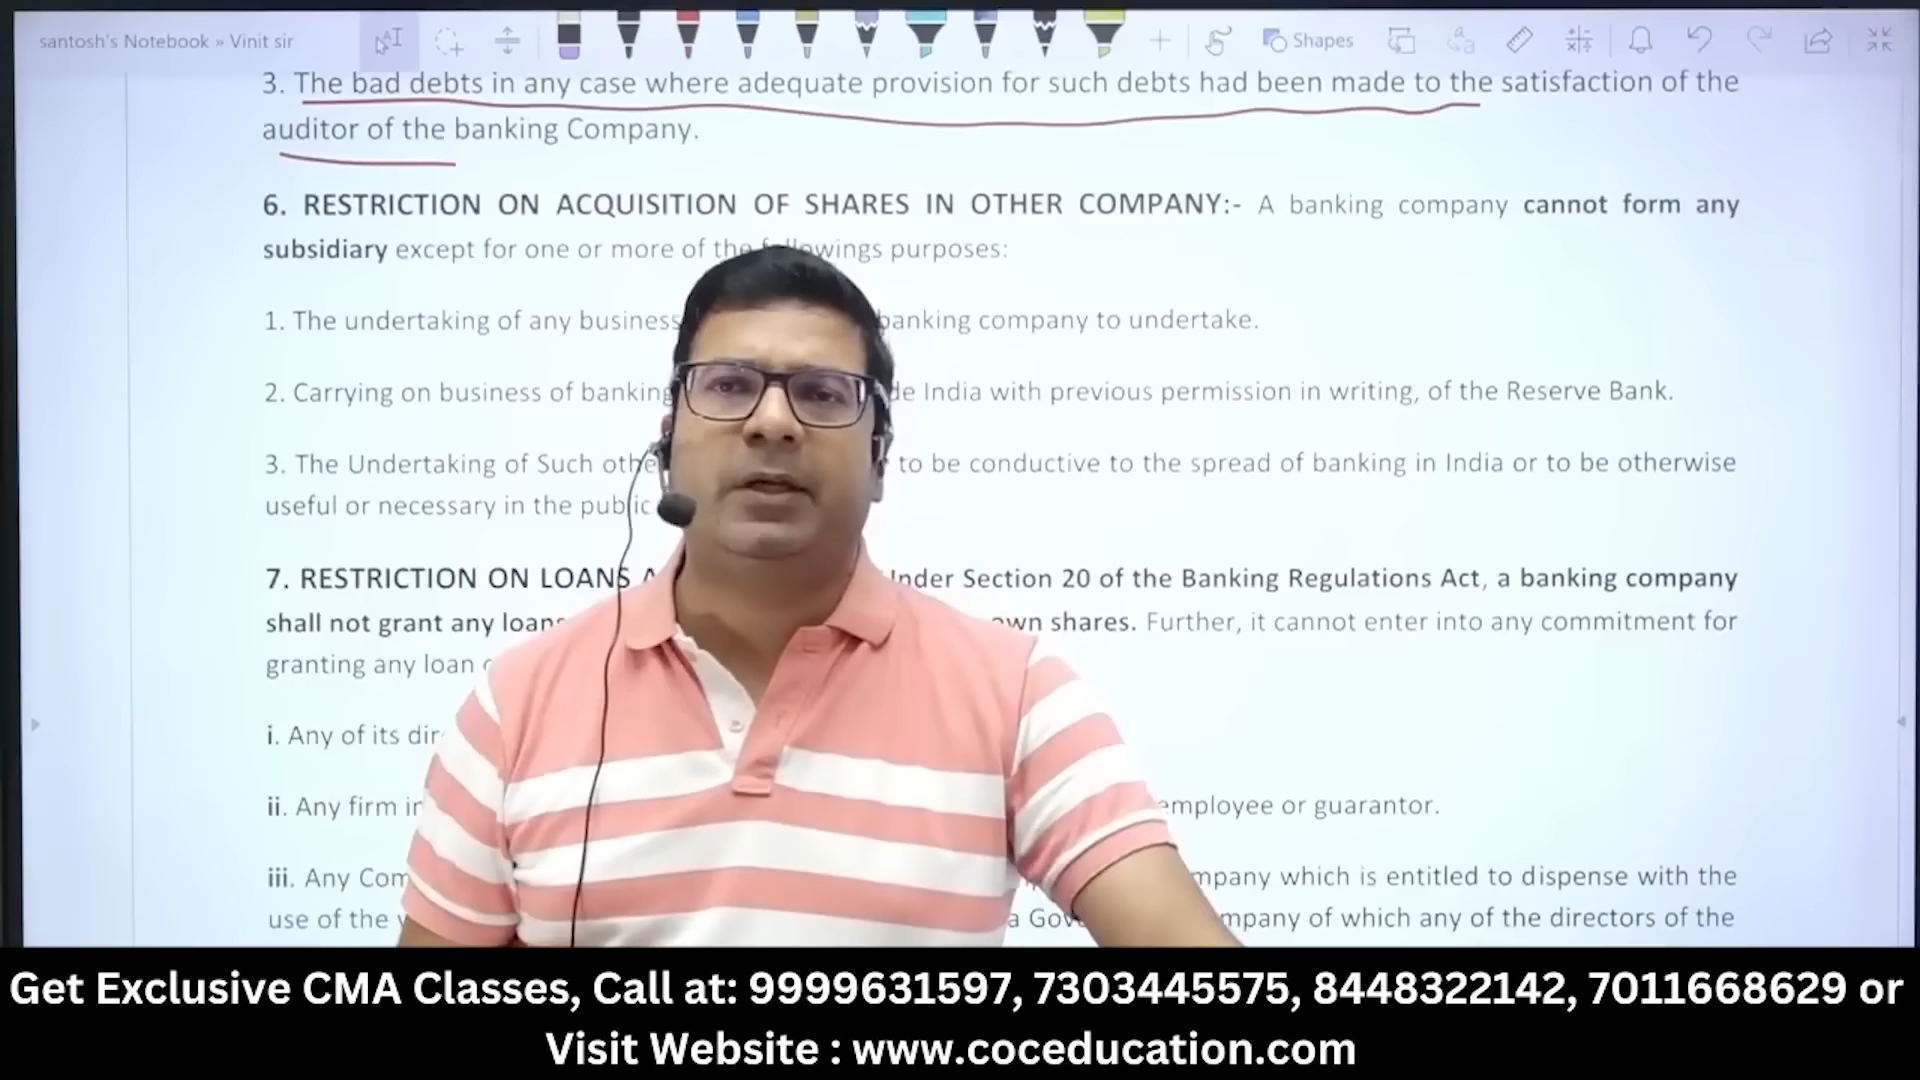 santosh's Notebook » Vinit sir
Shapes
3. The bad debts in any case where adequate provision for such debts had been made to the satisfaction of the
auditor of the banking Company.
6. RESTRICTION ON ACQUISITION OF SHARES IN OTHER COMPANY:- A banking company cannot form any
subsidiary except for one or more of the followings purposes:
1. The undertaking of any business banking company to undertake.
2. Carrying on business of banking India with previous permission in writing, of the Reserve Bank.
3. The Undertaking of Such to be conductive to the spread of banking in India or to be otherwise
useful or necessary in the public
7. RESTRICTION ON LOANS Under Section 20 of the Banking Regulations Act, a banking company
shall not grant any loans own shares. Further, it cannot enter into any commitment for
granting any loan
i. Any of its
ii. Any firm employee or guarantor.
iii. Any which is entitled to dispense with the
use of the a of which any of the directors of the
Get Exclusive CMA Classes, Call at: 9999631597, 7303445575, 8448322142, 7011668629 or
Visit Website : www.coceducation.com